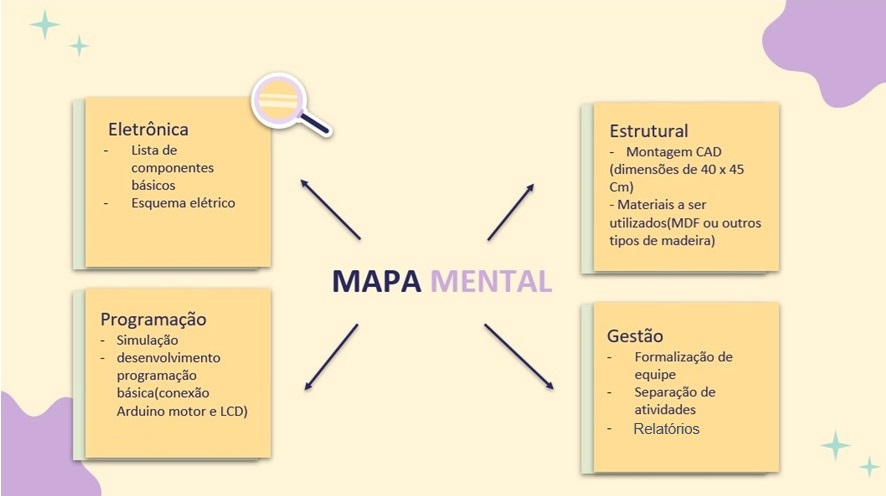 Eletrônica
- Lista de
componentes
básicos
- Esquema elétrico
Estrutural
- Montagem CAD
(dimensões de 40 x 45
Cm)
- Materiais a ser
utilizados(MDF ou outros
tipos de madeira)
MAPA MENTAL
Programação
- Simulação
- desenvolvimento
programação
básica(conexão
Arduino motor e LCD)
Gestão
- Formalização de
equipe
- Separação de
atividades
- Relatórios